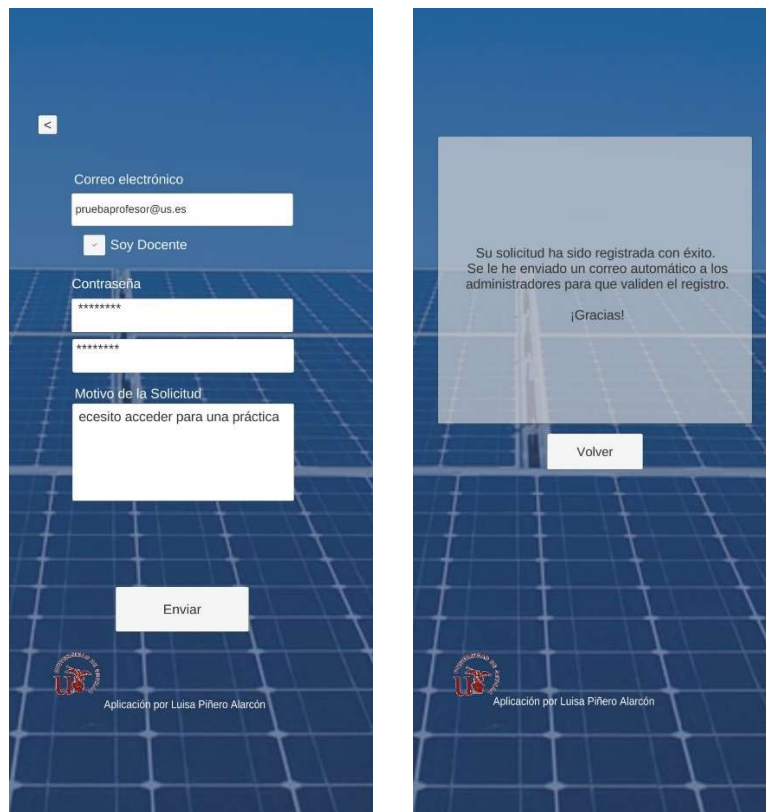 <
Correo electrónico
pruebaprofesor@us.es
Soy Docente
Contraseña
********
********
Motivo de la Solicitud
ecesito acceder para una práctica
Enviar
US
Aplicación por Luisa Piñero Alarcón
Su solicitud ha sido registrada con éxito.
Se le he enviado un correo automático a los
administradores para que validen el registro.
¡Gracias!
Volver
US
Aplicación por Luisa Piñero Alarcón